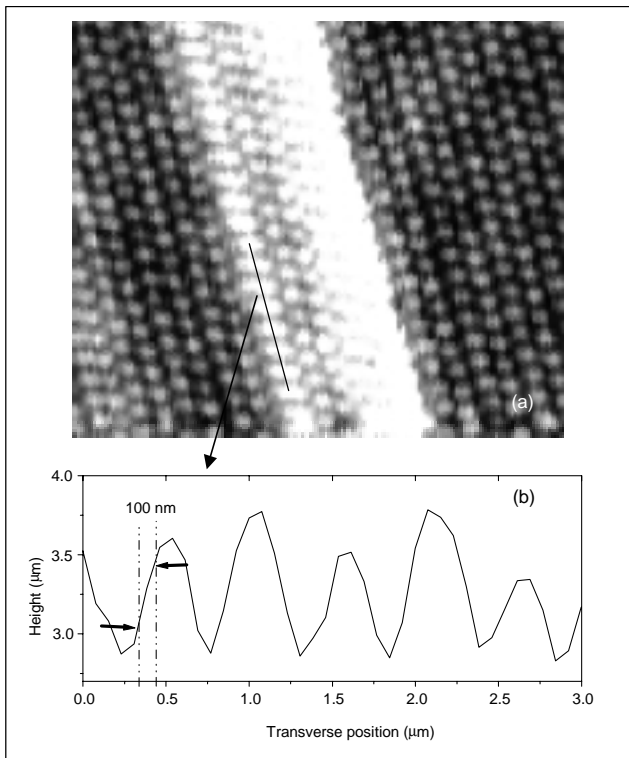 (a)
4.0
(b)
100 nm
3.5
3.0
Height (μm)
0.0 0.5 1.0 1.5 2.0 2.5 3.0
Transverse position (μm)